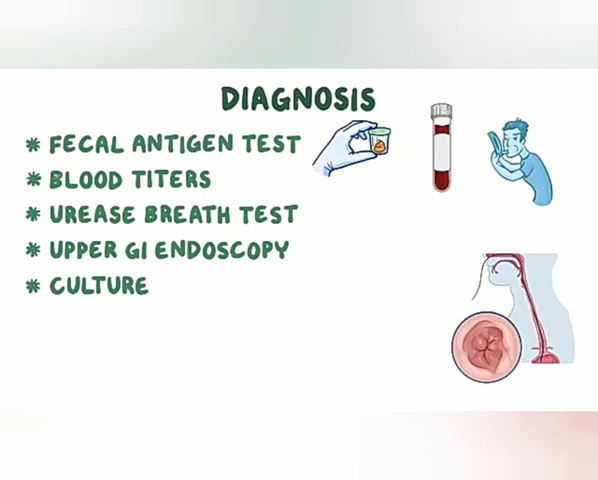 DIAGNOSIS
* FECAL ANTIGEN TEST
* BLOOD TITERS
* UREASE BREATH TEST
* UPPER GI ENDOSCOPY
* CULTURE